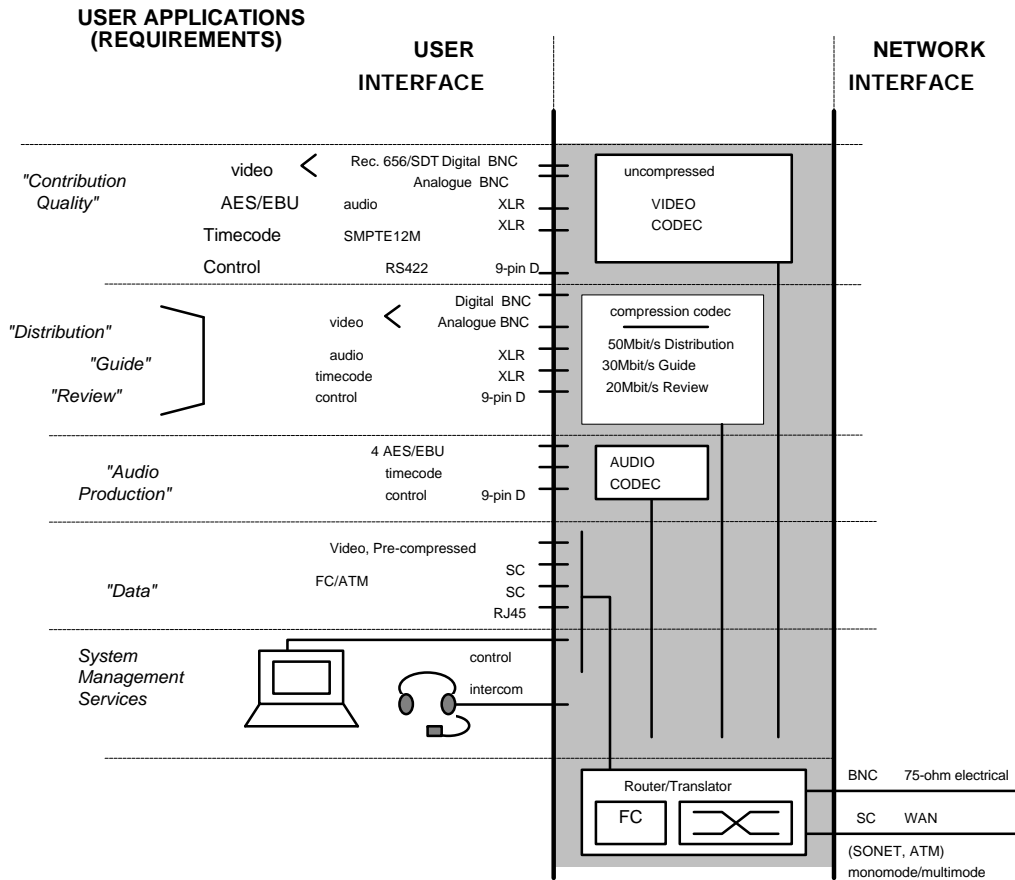 USER APPLICATIONS
(REQUIREMENTS)
USER
INTERFACE
NETWORK
INTERFACE
"Contribution
Quality"
video
Rec. 656/SDT Digital BNC
Analogue BNC
AES/EBU audio XLR
XLR
Timecode SMPTE12M
Control RS422 9-pin D
uncompressed
VIDEO
CODEC
"Distribution"
"Guide"
"Review"
Digital BNC
video Analogue BNC
audio XLR
timecode XLR
control 9-pin D
compression codec
50Mbit/s Distribution
30Mbit/s Guide
20Mbit/s Review
"Audio
Production"
4 AES/EBU
timecode
control 9-pin D
AUDIO
CODEC
"Data"
Video, Pre-compressed
SC
FC/ATM SC
RJ45
System
Management
Services
control
intercom
Router/Translator
FC
BNC 75-ohm electrical
SC WAN
(SONET, ATM)
monomode/multimode